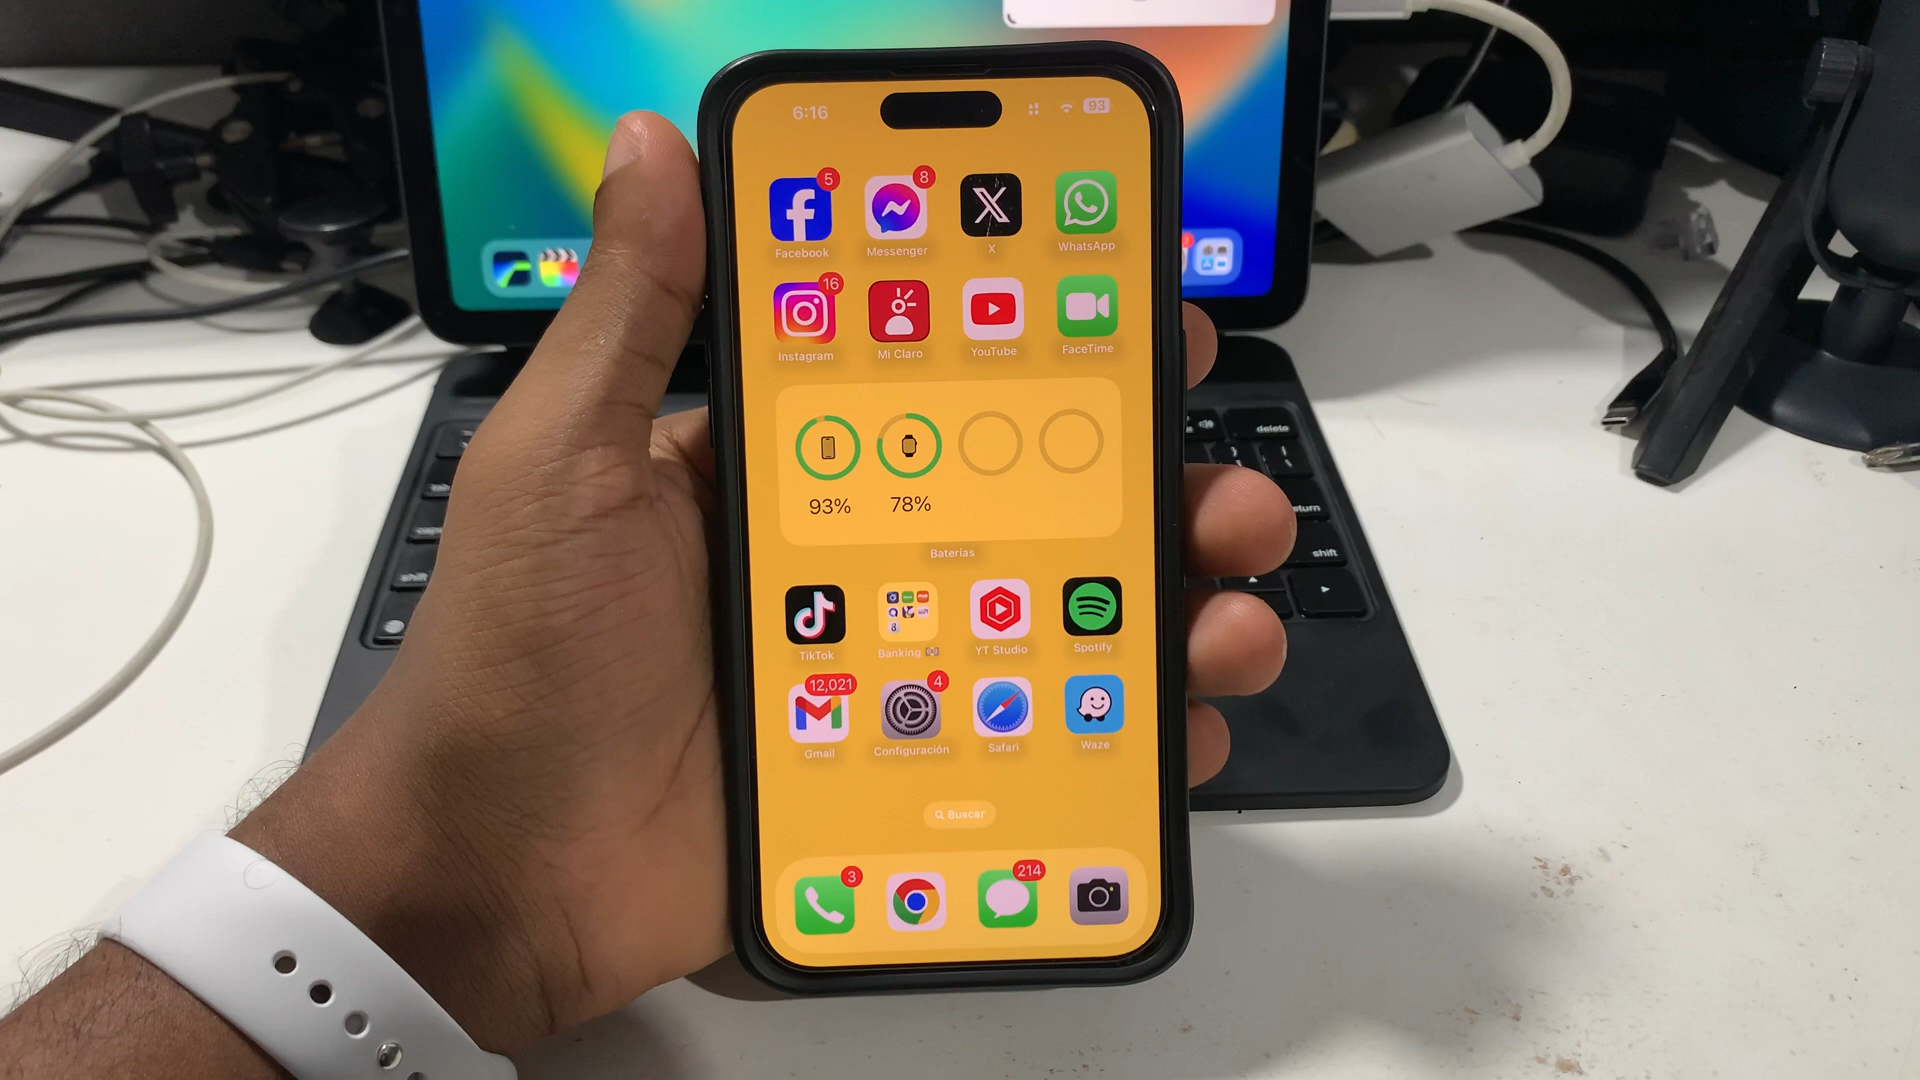 6:16
93
5
8
Facebook
Messenger
X
WhatsApp
16
Instagram
Mi Claro
YouTube
FaceTime
93%
78%
Baterías
TikTok
Banking
YT Studio
Spotify
12,021
4
Gmail
Configuración
Safari
Waze
Buscar
3
214
delete
shift
shift